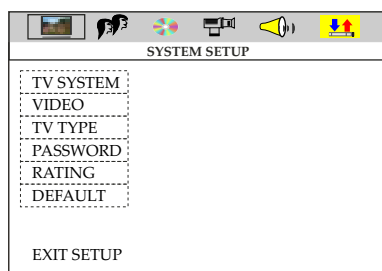 SYSTEM SETUP
TV SYSTEM
VIDEO
TV TYPE
PASSWORD
RATING
DEFAULT
EXIT SETUP